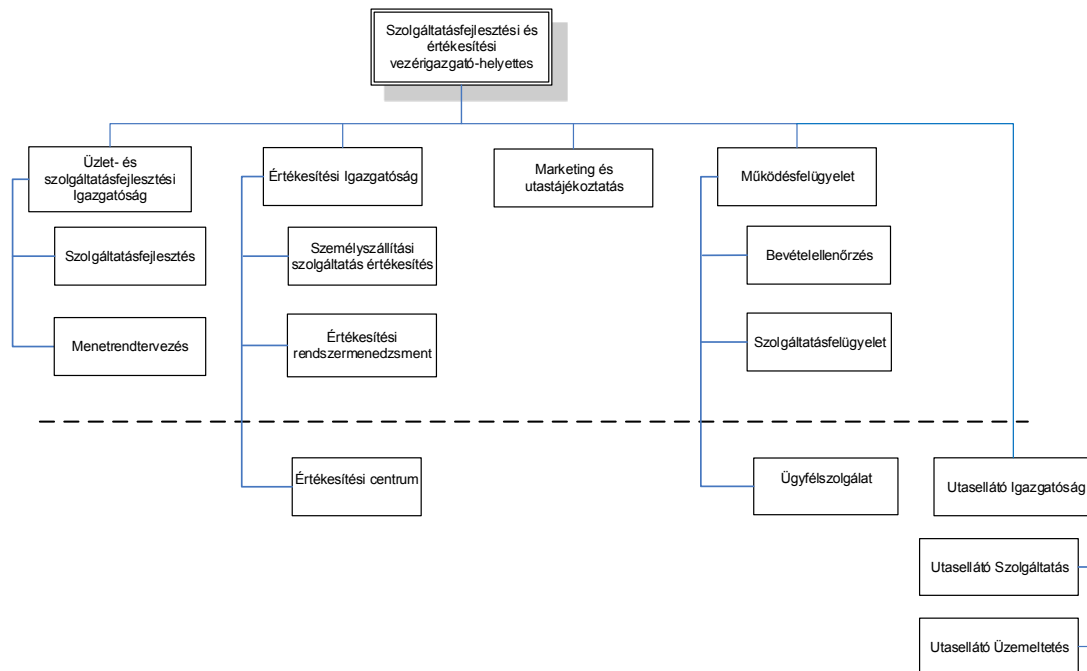 Szolgáltatásfejlesztési és
értékesítési
vezérigazgató-helyettes
Üzlet- és
szolgáltatásfejlesztési
Igazgatóság
Értékesítési Igazgatóság
Marketing és
utastájékoztatás
Működésfelügyelet
Szolgáltatásfejlesztés
Személyszállítási
szolgáltatás értékesítés
Bevételellenőrzés
Menetrendtervezés
Értékesítési
rendszermenedzsment
Szolgáltatásfelügyelet
Értékesítési centrum
Ügyfélszolgálat
Utasellátó Igazgatóság
Utasellátó Szolgáltatás
Utasellátó Üzemeltetés